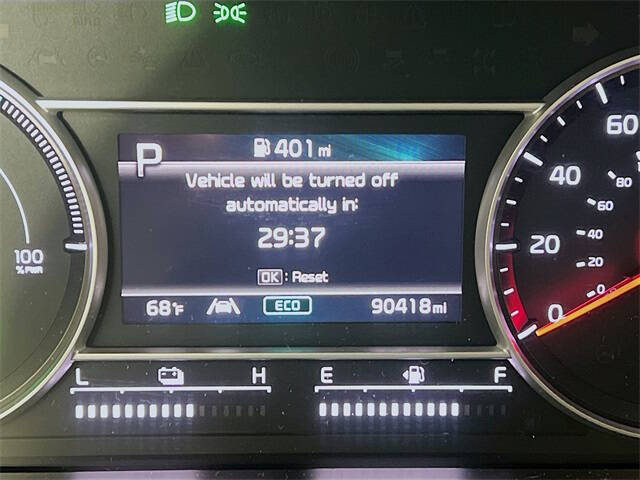 P
401 mi
Vehicle will be turned off
automatically in:
29:37
OK : Reset
68°F
ECO
90418 mi
100
% PWR
60
80
40
60
40
20
20
0
0
L H
E F